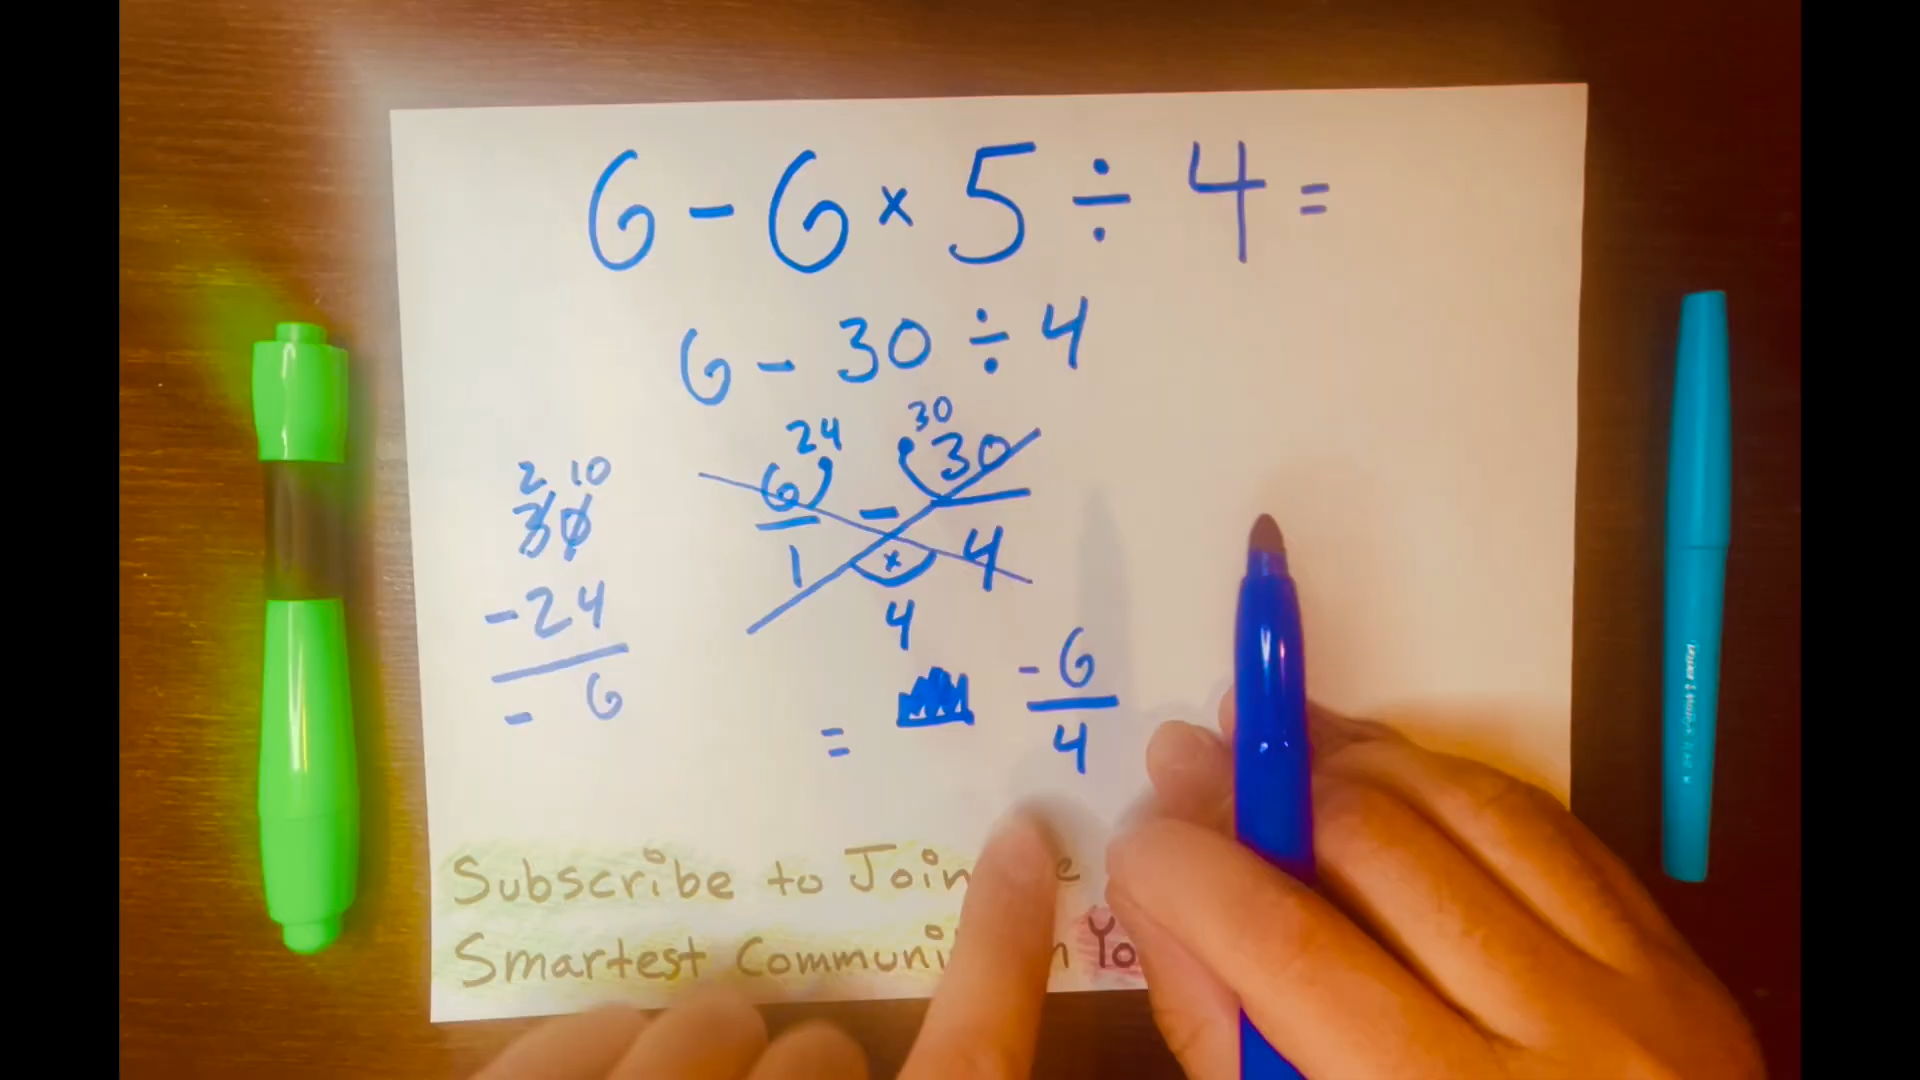 6 - 6 × 5 ÷ 4 =
6 - 30 ÷ 4
24 30
6 - 30
1 × 4
4
2 10
30
- 24
- 6
= - 6
4
Subscribe to Join
Smartest